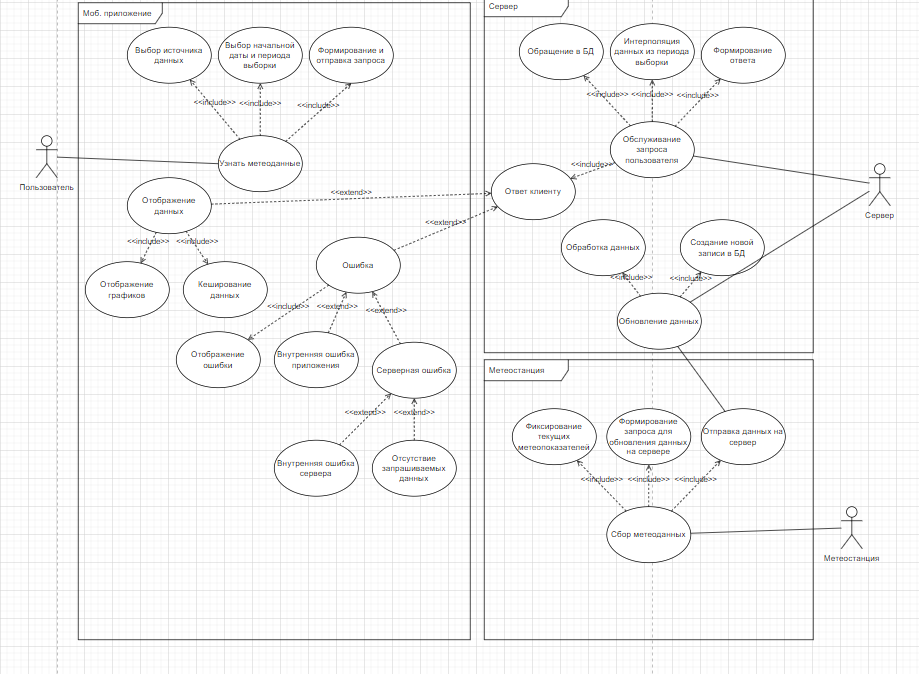 Моб. приложение
Выбор источника
данных
Выбор начальной
даты и периода
выборки
Формирование и
отправка запроса
<<include>>
<<include>>
<<include>>
Узнать метеоданные
Пользователь
Отображение
данных
<<extend>>
<<include>>
<<include>>
Отображение
графиков
Кеширование
данных
<<extend>>
Ошибка
<<include>>
<<extend>>
<<extend>>
Отображение
ошибки
Внутренняя ошибка
приложения
Серверная ошибка
<<extend>>
<<extend>>
Внутренняя ошибка
сервера
Отсутствие
запрашиваемых
данных
Сервер
Обращение в БД
Интерполяция
данных из периода
выборки
Формирование
ответа
<<include>>
<<include>>
<<include>>
Обслуживание
запроса
пользователя
<<include>>
Ответ клиенту
Сервер
Обработка данных
Создание новой
записи в БД
<<include>>
<<include>>
Обновление данных
Метеостанция
Фиксирование
текущих
метеопоказателей
Формирование
запроса для
обновления данных
на сервере
Отправка данных на
сервер
<<include>>
<<include>>
<<include>>
Сбор метеоданных
Метеостанция